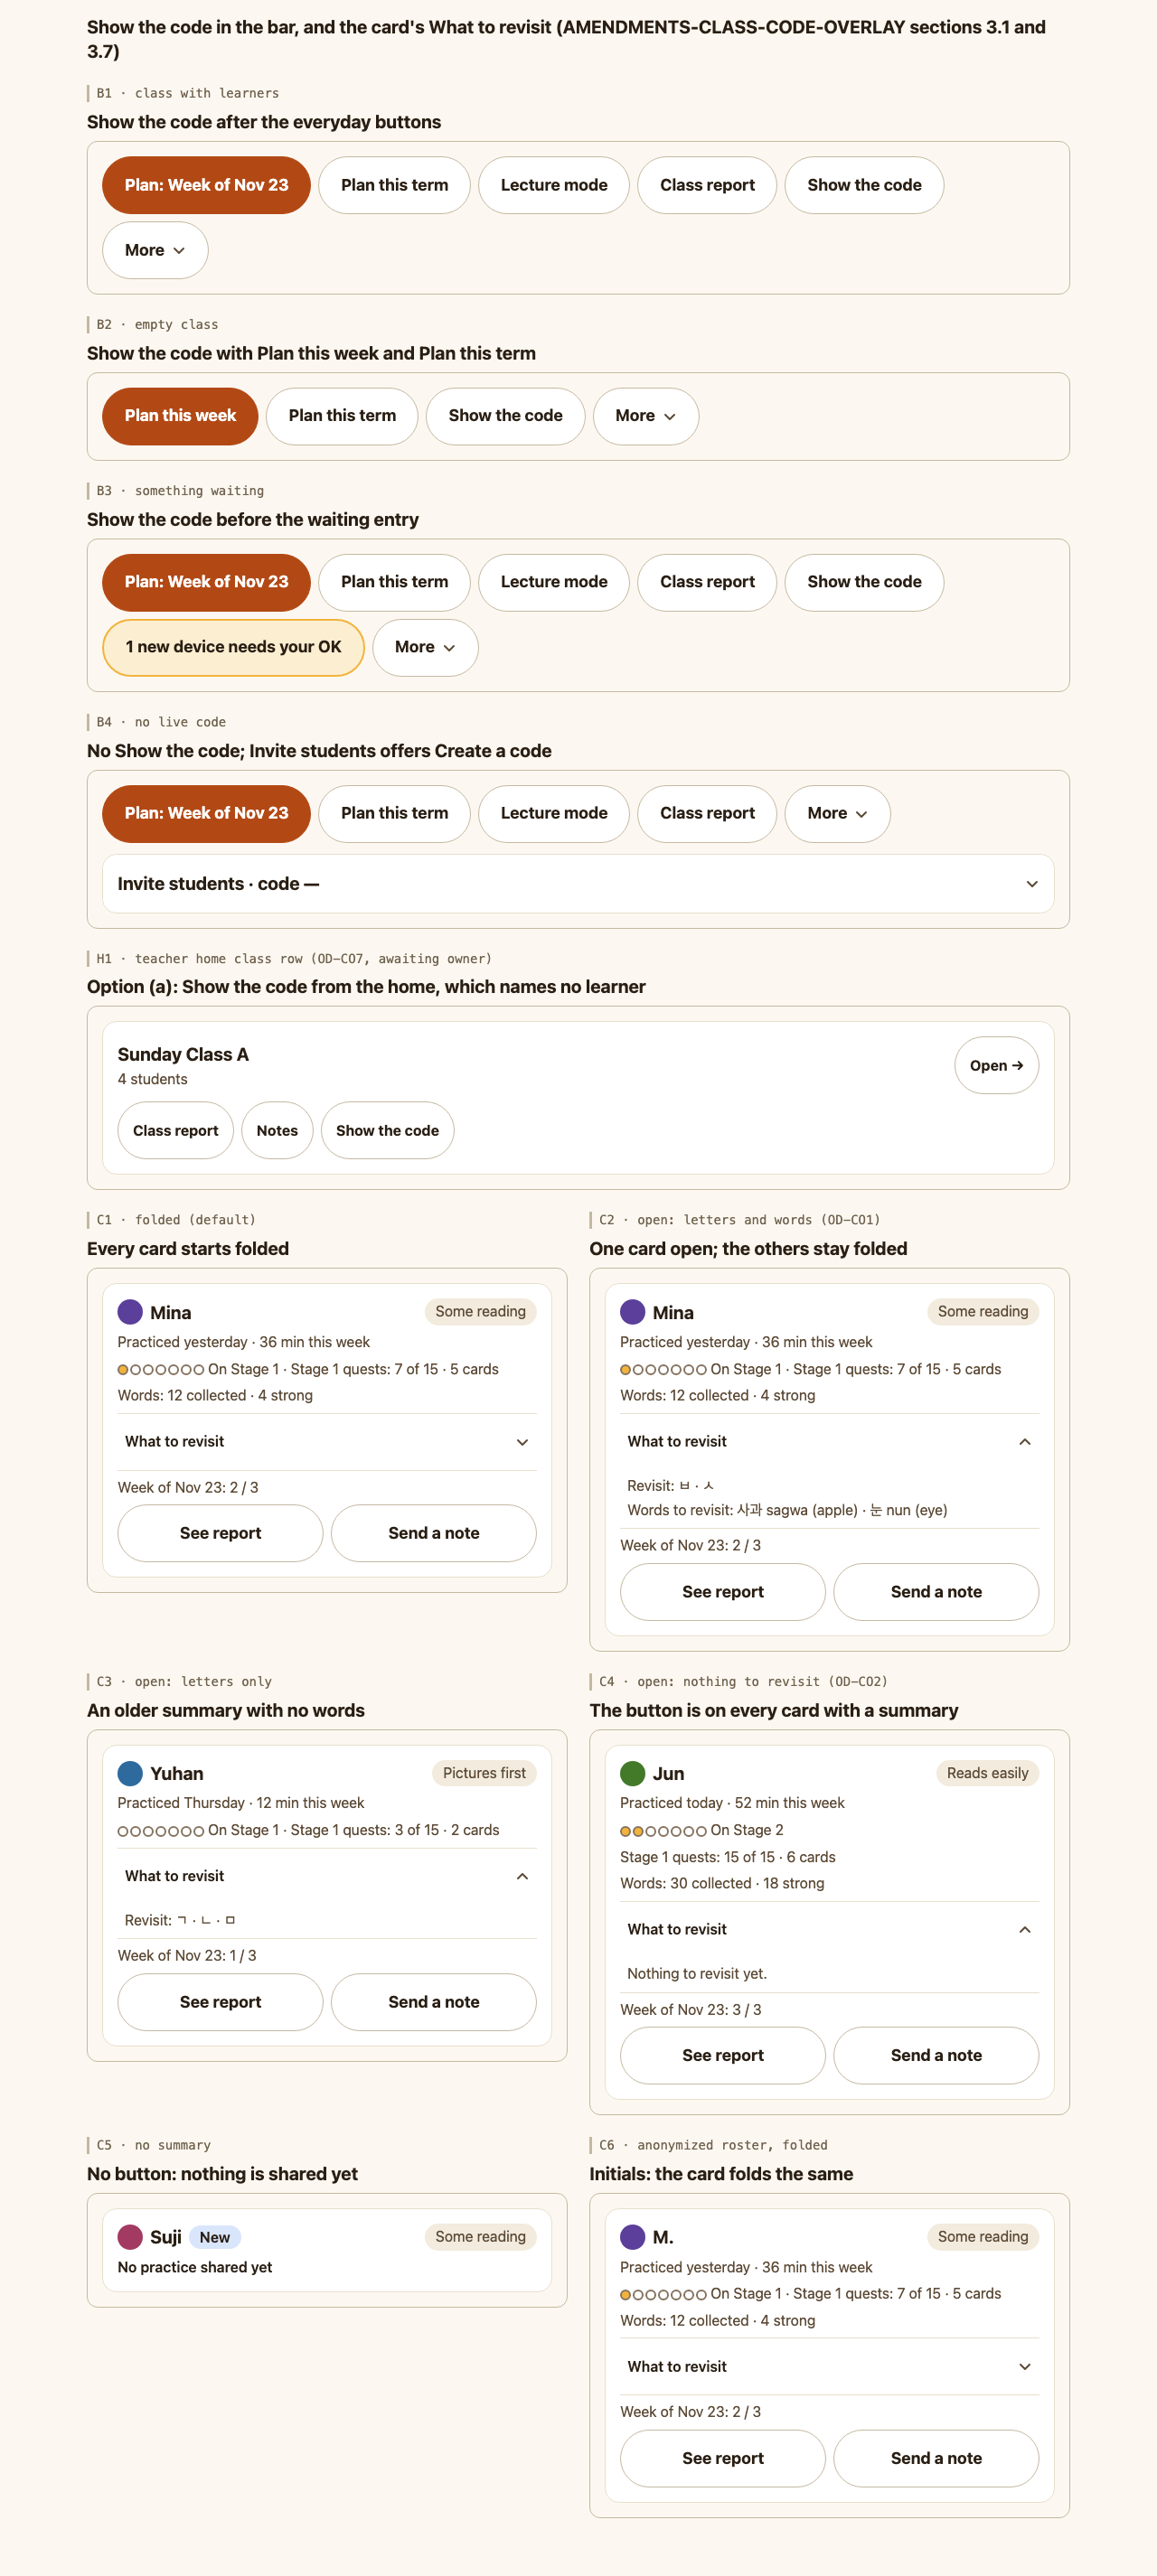 Show the code in the bar, and the card's What to revisit (AMENDMENTS-CLASS-CODE-OVERLAY sections 3.1 and 3.7)
B1 · class with learners
Show the code after the everyday buttons
Plan: Week of Nov 23
Plan this term
Lecture mode
Class report
Show the code
More
B2 · empty class
Show the code with Plan this week and Plan this term
Plan this week
Plan this term
Show the code
More
B3 · something waiting
Show the code before the waiting entry
Plan: Week of Nov 23
Plan this term
Lecture mode
Class report
Show the code
1 new device needs your OK
More
B4 · no live code
No Show the code; Invite students offers Create a code
Plan: Week of Nov 23
Plan this term
Lecture mode
Class report
More
Invite students · code —
H1 · teacher home class row (OD-CO7, awaiting owner)
Option (a): Show the code from the home, which names no learner
Sunday Class A
4 students
Open →
Class report
Notes
Show the code
C1 · folded (default)
Every card starts folded
Mina
Some reading
Practiced yesterday · 36 min this week
On Stage 1 · Stage 1 quests: 7 of 15 · 5 cards
Words: 12 collected · 4 strong
What to revisit
Week of Nov 23: 2 / 3
See report
Send a note
C2 · open: letters and words (OD-CO1)
One card open; the others stay folded
Mina
Some reading
Practiced yesterday · 36 min this week
On Stage 1 · Stage 1 quests: 7 of 15 · 5 cards
Words: 12 collected · 4 strong
What to revisit
Revisit: ㅂ · ㅅ
Words to revisit: 사과 sagwa (apple) · 눈 nun (eye)
Week of Nov 23: 2 / 3
See report
Send a note
C3 · open: letters only
An older summary with no words
Yuhan
Pictures first
Practiced Thursday · 12 min this week
On Stage 1 · Stage 1 quests: 3 of 15 · 2 cards
What to revisit
Revisit: ㄱ · ㄴ · ㅁ
Week of Nov 23: 1 / 3
See report
Send a note
C4 · open: nothing to revisit (OD-CO2)
The button is on every card with a summary
Jun
Reads easily
Practiced today · 52 min this week
On Stage 2
Stage 1 quests: 15 of 15 · 6 cards
Words: 30 collected · 18 strong
What to revisit
Nothing to revisit yet.
Week of Nov 23: 3 / 3
See report
Send a note
C5 · no summary
No button: nothing is shared yet
Suji
New
Some reading
No practice shared yet
C6 · anonymized roster, folded
Initials: the card folds the same
M.
Some reading
Practiced yesterday · 36 min this week
On Stage 1 · Stage 1 quests: 7 of 15 · 5 cards
Words: 12 collected · 4 strong
What to revisit
Week of Nov 23: 2 / 3
See report
Send a note